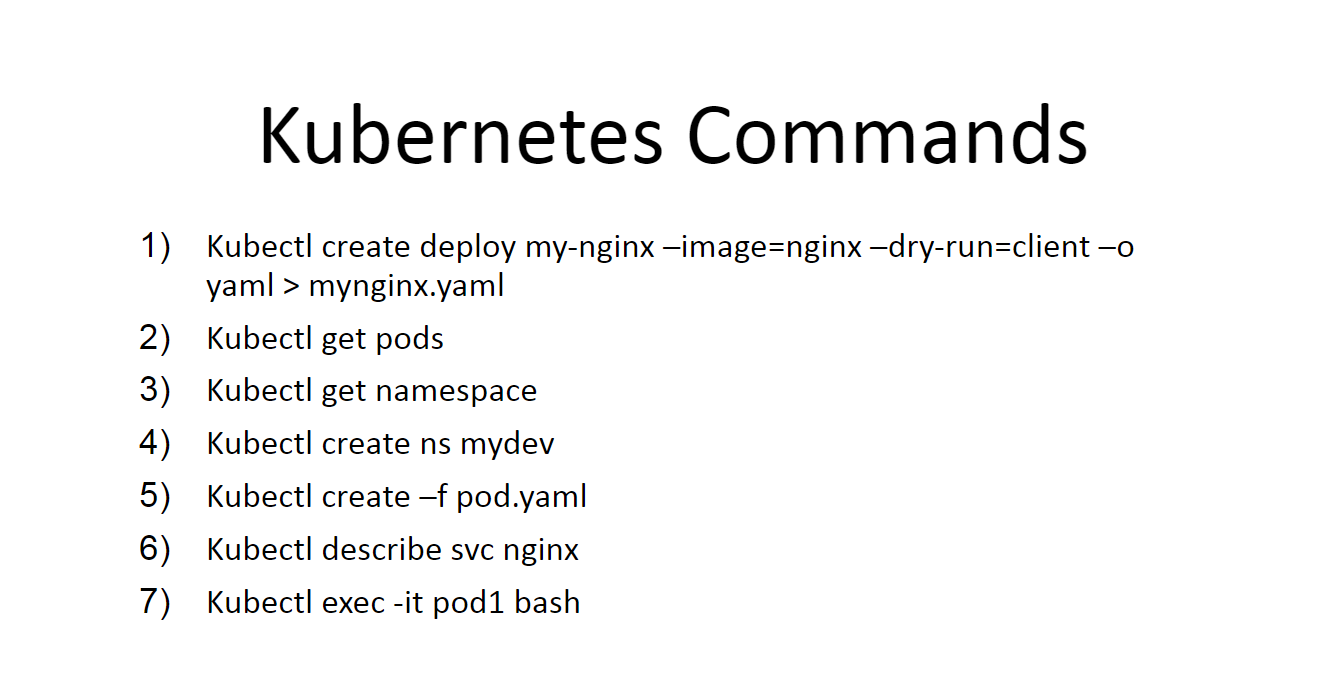 Kubernetes Commands
1) Kubectl create deploy my-nginx –image=nginx –dry-run=client –o
yaml > mynginx.yaml
2) Kubectl get pods
3) Kubectl get namespace
4) Kubectl create ns mydev
5) Kubectl create –f pod.yaml
6) Kubectl describe svc nginx
7) Kubectl exec -it pod1 bash